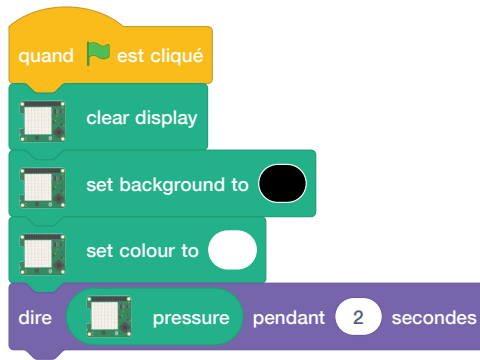 quand est cliqué
clear display
set background to
set colour to
dire pressure pendant 2 secondes